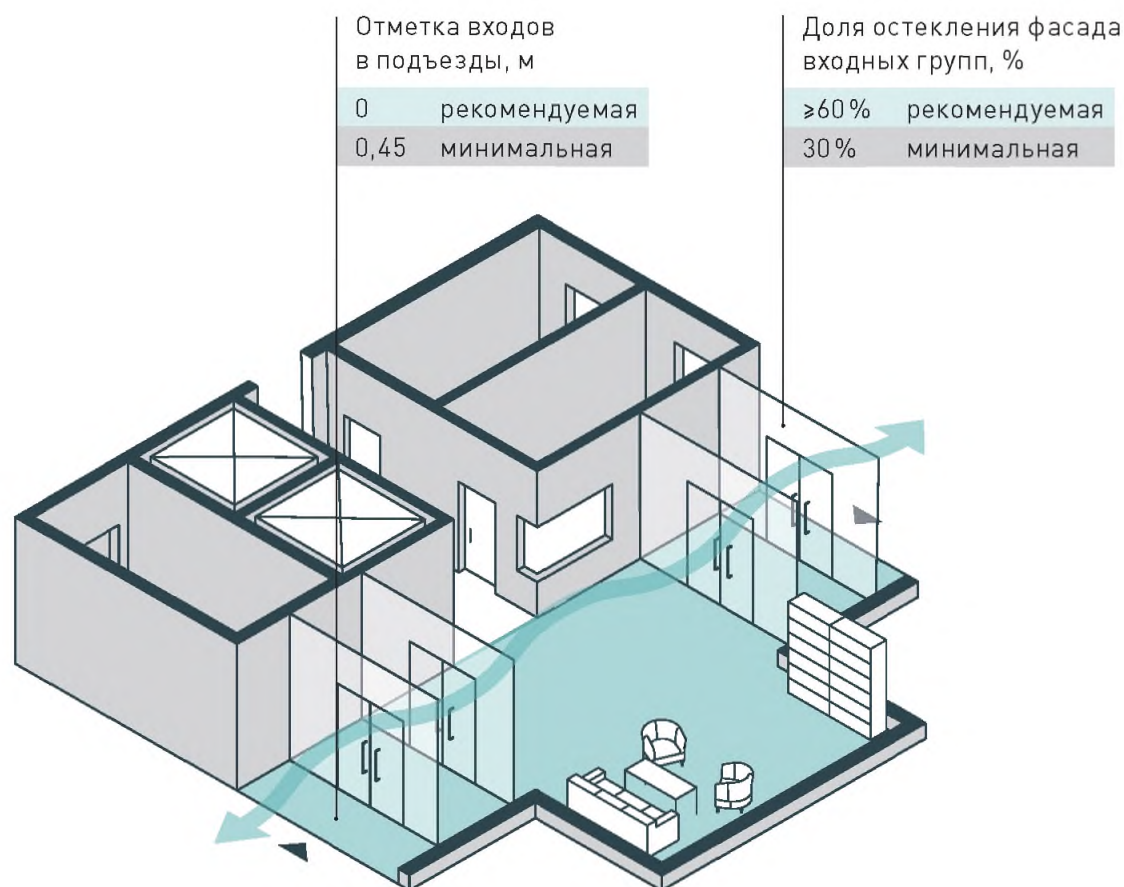 Отметка входов
в подъезды, м
0 рекомендуемая
0,45 минимальная
Доля остекления фасада
входных групп, %
≥60% рекомендуемая
30% минимальная